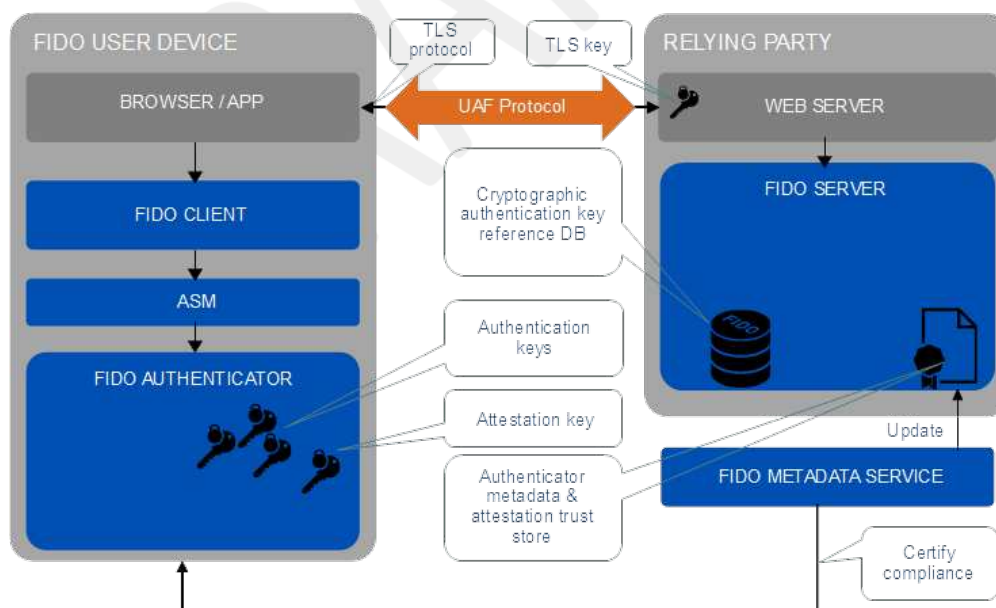 FIDO USER DEVICE
TLS
protocol
TLS key
RELYING PARTY
BROWSER / APP
UAF Protocol
WEB SERVER
FIDO CLIENT
Cryptographic
authentication key
reference DB
FIDO SERVER
ASM
FIDO
Authentication
keys
FIDO AUTHENTICATOR
Attestation key
Update
Authenticator
metadata &
attestation trust
store
FIDO METADATA SERVICE
Certify
compliance